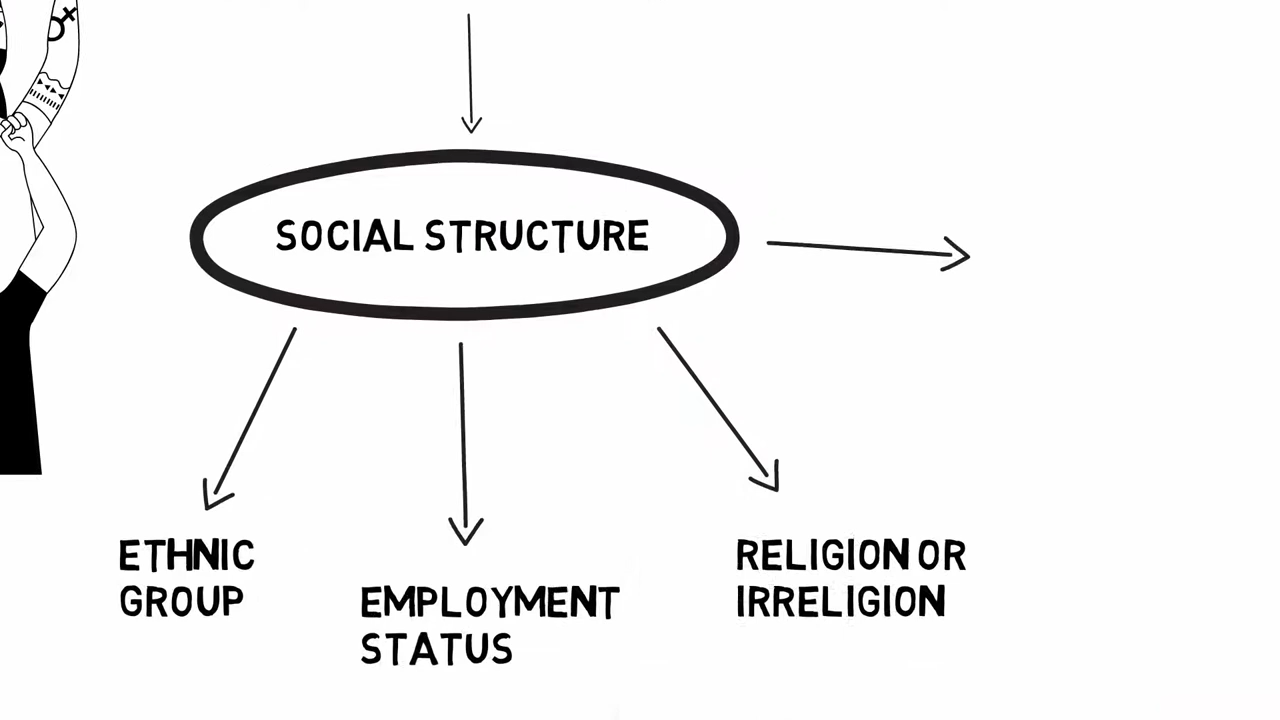 SOCIAL STRUCTURE
ETHNIC
GROUP
EMPLOYMENT
STATUS
RELIGION OR
IRRELIGION